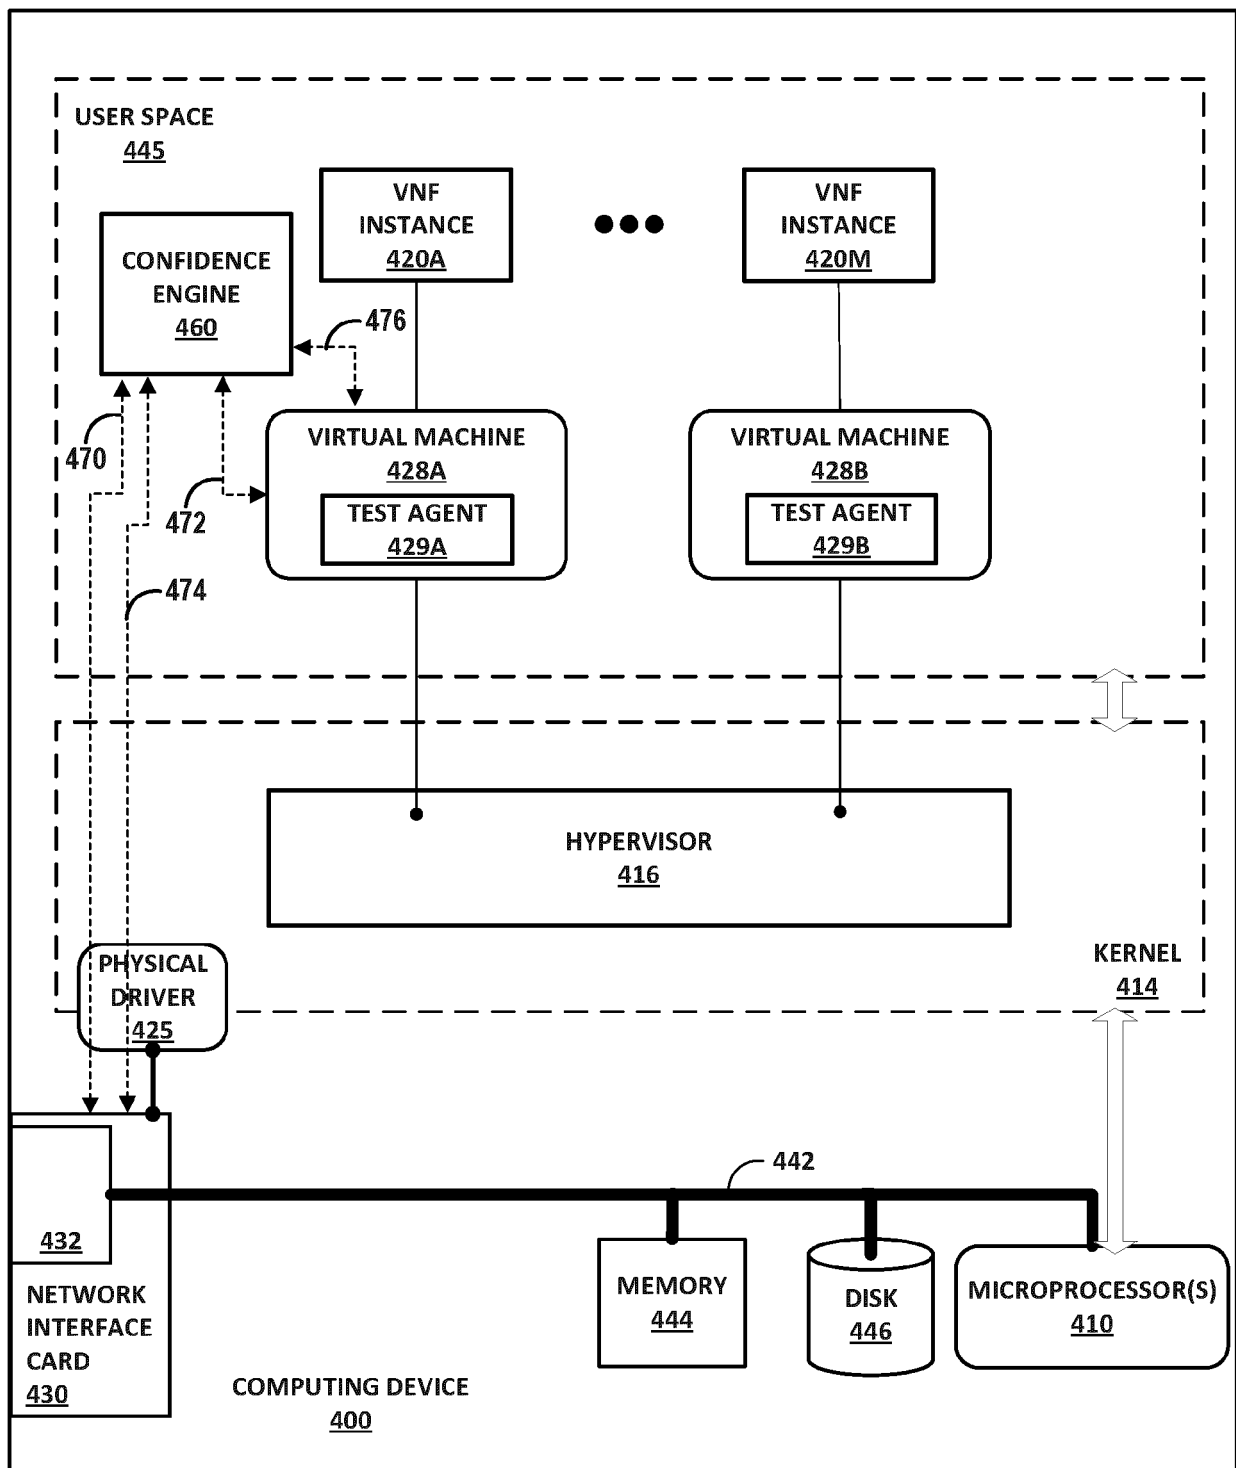 USER SPACE
445
VNF
INSTANCE
420A
VNF
INSTANCE
420M
CONFIDENCE
ENGINE
460
476
470
472
474
VIRTUAL MACHINE
428A
TEST AGENT
429A
VIRTUAL MACHINE
428B
TEST AGENT
429B
HYPERVISOR
416
KERNEL
414
PHYSICAL
DRIVER
425
442
432
NETWORK
INTERFACE
CARD
430
MEMORY
444
DISK
446
MICROPROCESSOR(S)
410
COMPUTING DEVICE
400